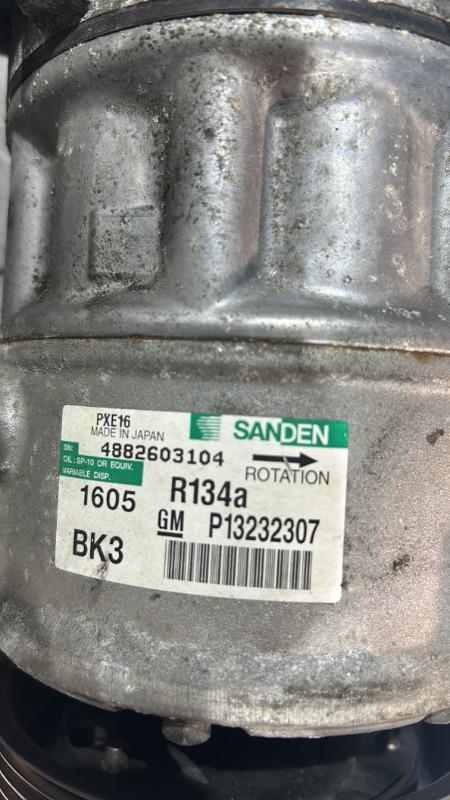 PXE16
MADE IN JAPAN
SANDEN
SN: 4882603104
ROTATION
OIL: SP-10 OR EQUIV.
VARIABLE DISP.
1605
R134a
GM P13232307
BK3